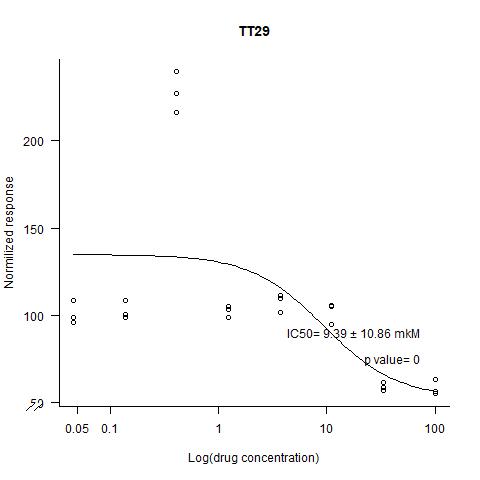 TT29
Normilized response
200
150
100
IC50= 9.39 ± 10.86 mkM
p value= 0
0.05 0.1 1 10 100
Log(drug concentration)